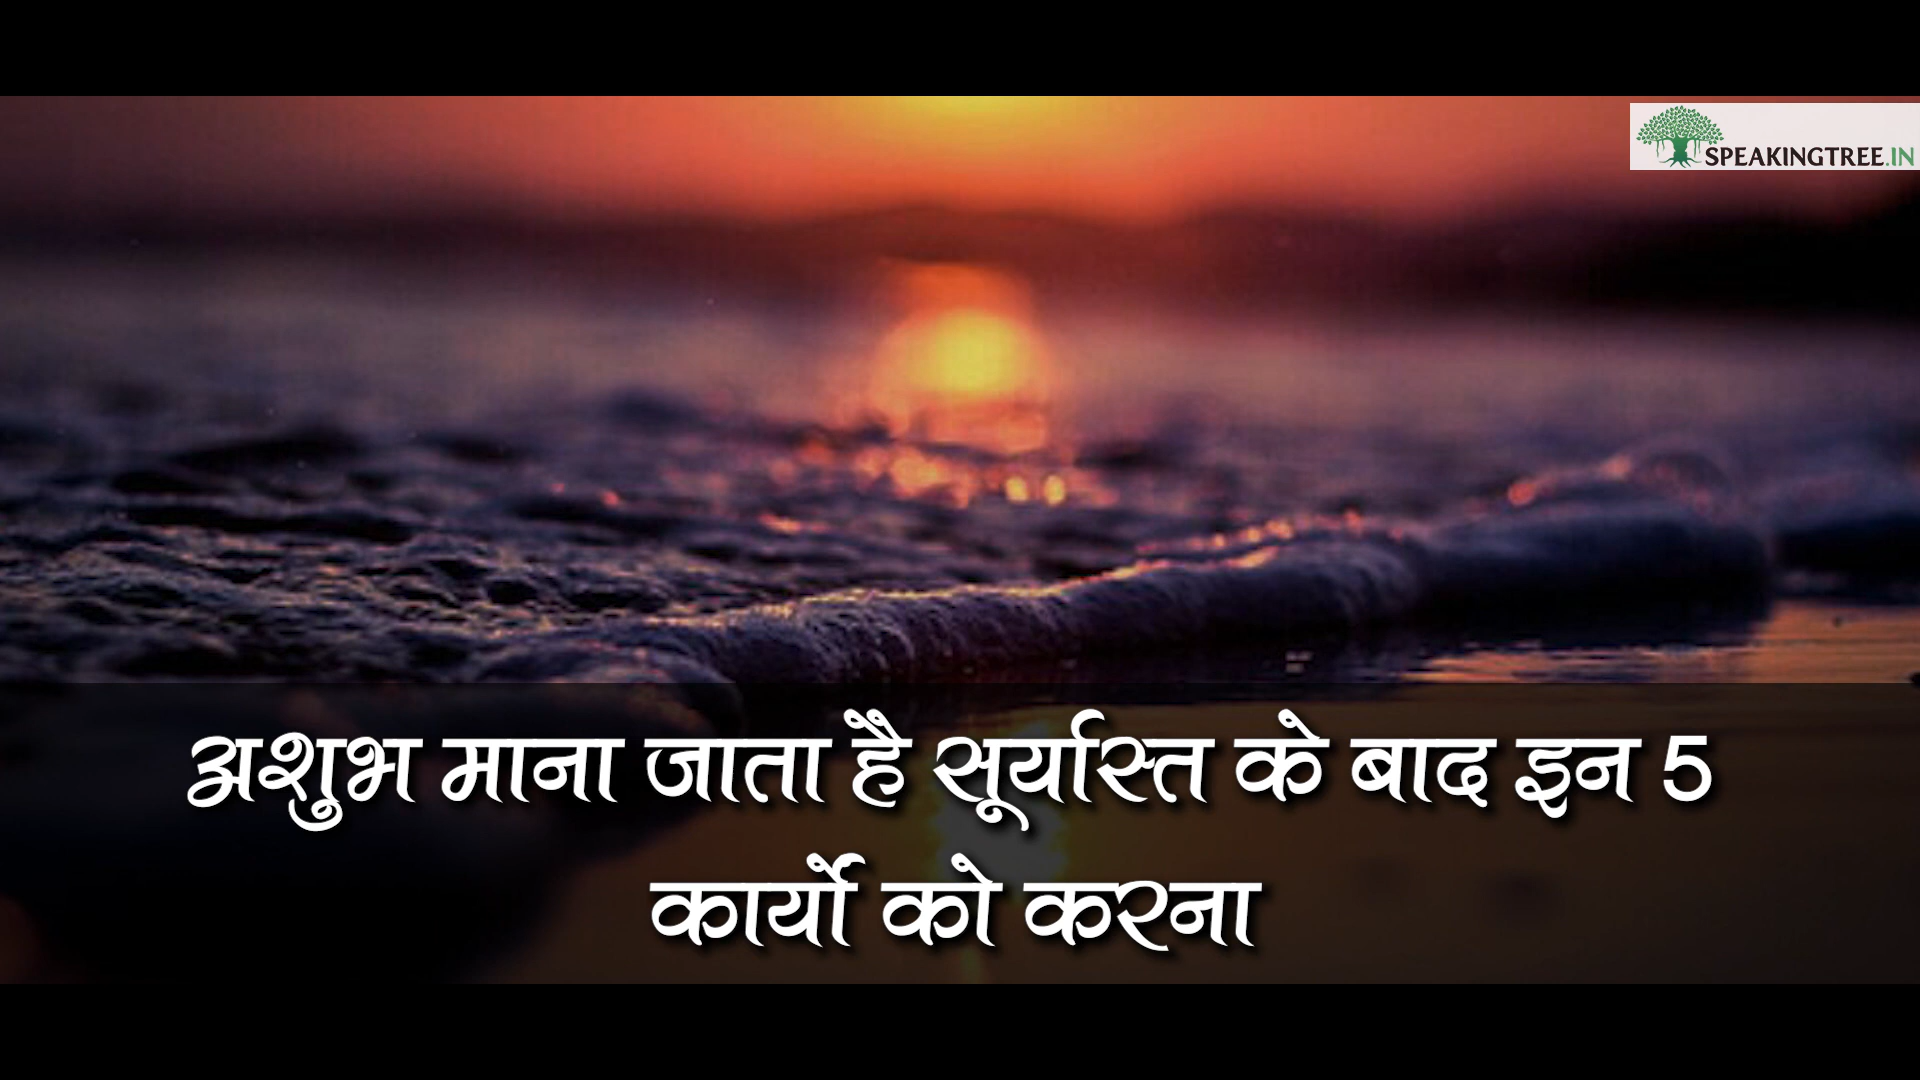 SPEAKINGTREE.IN
अशुभ माना जाता है सूर्यास्त के बाद इन 5
कार्यो को करना